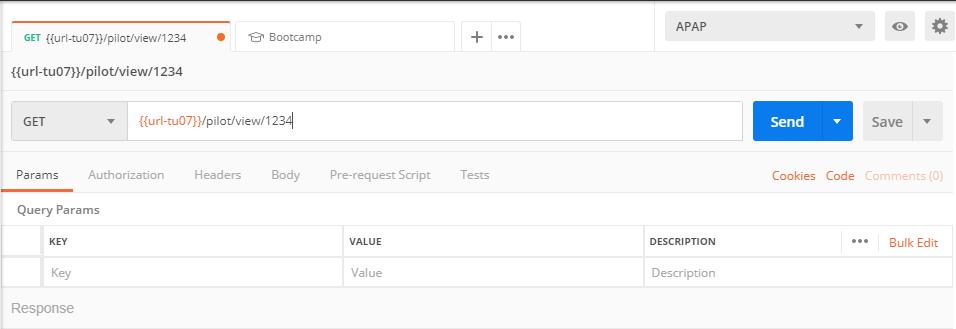 GET {{url-tu07}}/pilot/view/1234
Bootcamp
APAP
{{url-tu07}}/pilot/view/1234
GET {{url-tu07}}/pilot/view/1234 Send Save
Params Authorization Headers Body Pre-request Script Tests Cookies Code Comments (0)
Query Params
KEY VALUE DESCRIPTION Bulk Edit
Key Value Description
Response